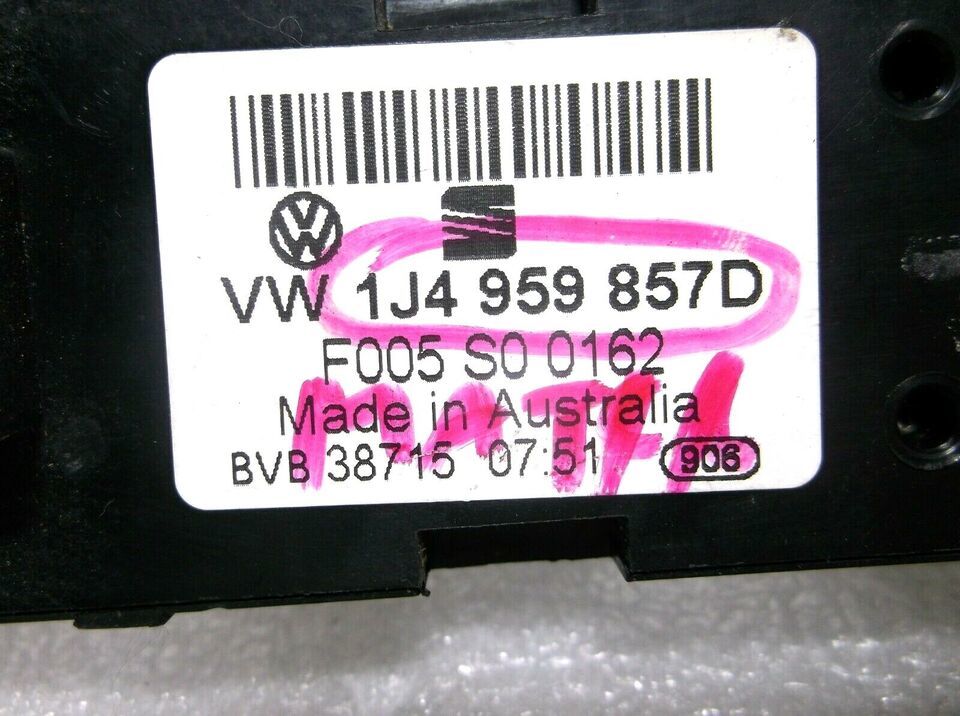 VW 1J4 959 857D
F005 S0 0162
Made in Australia
BVB 38715 07:51 906